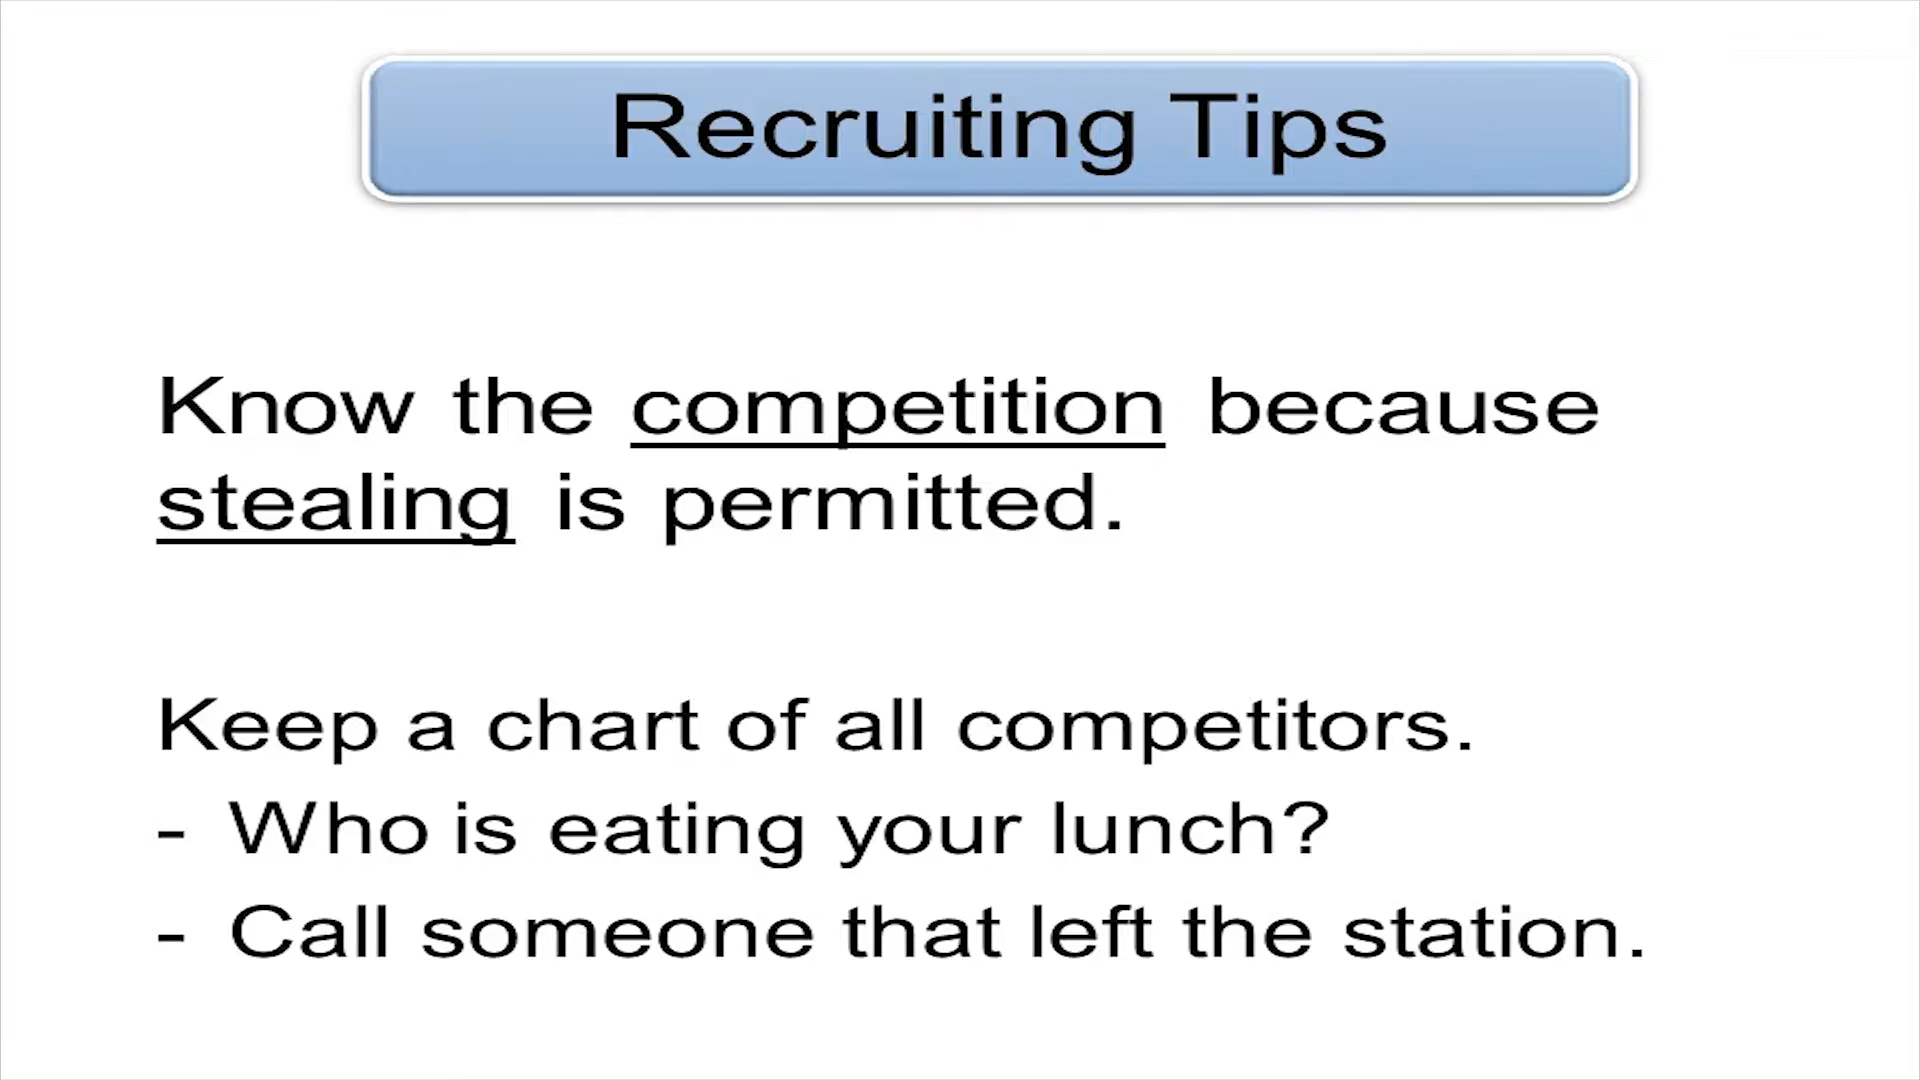 Recruiting Tips
Know the competition because
stealing is permitted.
Keep a chart of all competitors.
- Who is eating your lunch?
- Call someone that left the station.